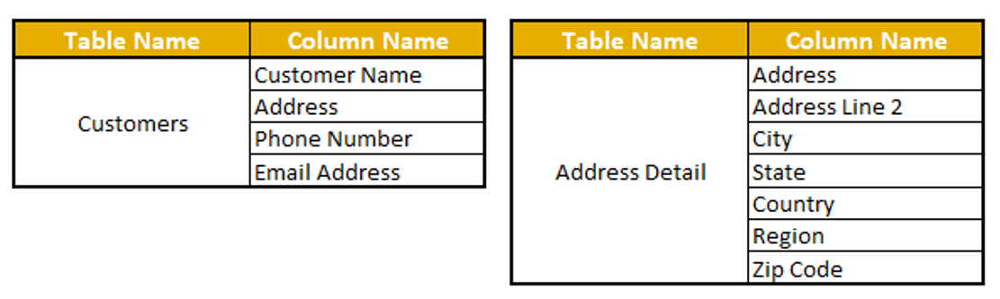 Table Name Column Name
Customers
Customer Name
Address
Phone Number
Email Address
Table Name Column Name
Address Detail
Address
Address Line 2
City
State
Country
Region
Zip Code